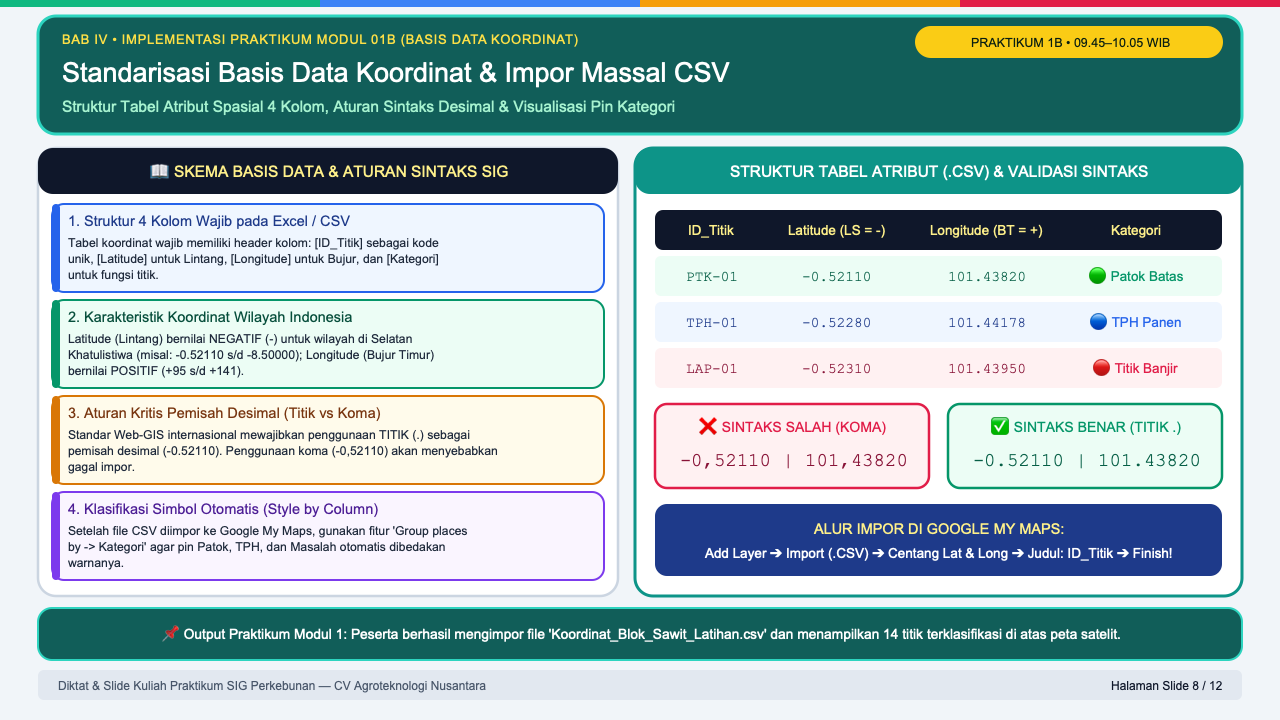 BAB IV • IMPLEMENTASI PRAKTIKUM MODUL 01B (BASIS DATA KOORDINAT)
PRAKTIKUM 1B • 09.45–10.05 WIB
Standarisasi Basis Data Koordinat & Impor Massal CSV
Struktur Tabel Atribut Spasial 4 Kolom, Aturan Sintaks Desimal & Visualisasi Pin Kategori
📖 SKEMA BASIS DATA & ATURAN SINTAKS SIG
1. Struktur 4 Kolom Wajib pada Excel / CSV
Tabel koordinat wajib memiliki header kolom: [ID_Titik] sebagai kode
unik, [Latitude] untuk Lintang, [Longitude] untuk Bujur, dan [Kategori]
untuk fungsi titik.
2. Karakteristik Koordinat Wilayah Indonesia
Latitude (Lintang) bernilai NEGATIF (-) untuk wilayah di Selatan
Khatulistiwa (misal: -0.52110 s/d -8.50000); Longitude (Bujur Timur)
bernilai POSITIF (+95 s/d +141).
3. Aturan Kritis Pemisah Desimal (Titik vs Koma)
Standar Web-GIS internasional mewajibkan penggunaan TITIK (.) sebagai
pemisah desimal (-0.52110). Penggunaan koma (-0,52110) akan menyebabkan
gagal impor.
4. Klasifikasi Simbol Otomatis (Style by Column)
Setelah file CSV diimpor ke Google My Maps, gunakan fitur 'Group places
by -> Kategori' agar pin Patok, TPH, dan Masalah otomatis dibedakan
warnanya.
STRUKTUR TABEL ATRIBUT (.CSV) & VALIDASI SINTAKS
ID_Titik Latitude (LS = -) Longitude (BT = +) Kategori
PTK-01 -0.52110 101.43820 🟢 Patok Batas
TPH-01 -0.52280 101.44178 🔵 TPH Panen
LAP-01 -0.52310 101.43950 🔴 Titik Banjir
❌ SINTAKS SALAH (KOMA)
-0,52110 | 101,43820
✅ SINTAKS BENAR (TITIK .)
-0.52110 | 101.43820
ALUR IMPOR DI GOOGLE MY MAPS:
Add Layer ➔ Import (.CSV) ➔ Centang Lat & Long ➔ Judul: ID_Titik ➔ Finish!
📌 Output Praktikum Modul 1: Peserta berhasil mengimpor file 'Koordinat_Blok_Sawit_Latihan.csv' dan menampilkan 14 titik terklasifikasi di atas peta satelit.
Diktat & Slide Kuliah Praktikum SIG Perkebunan — CV Agroteknologi Nusantara
Halaman Slide 8 / 12